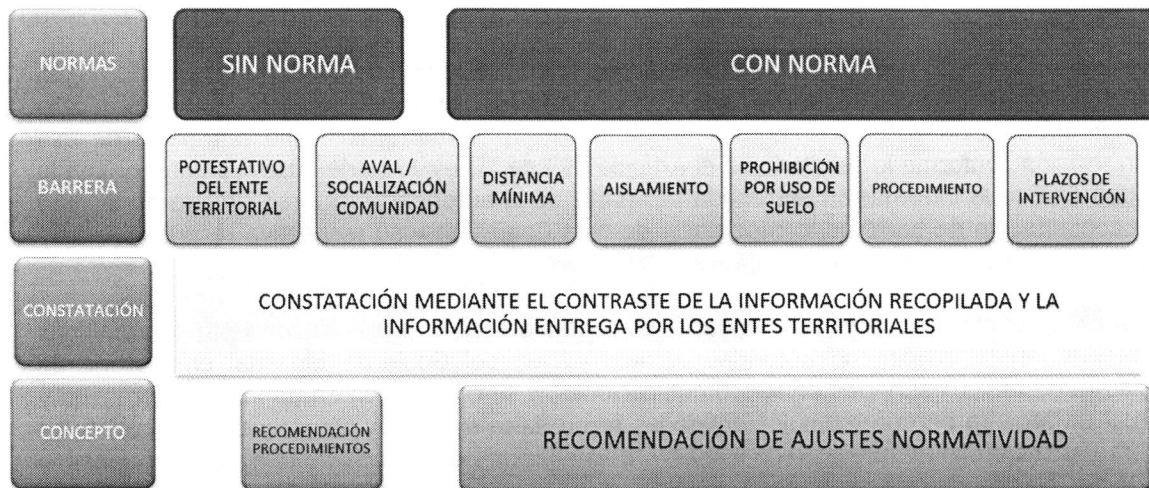 NORMAS
SIN NORMA
CON NORMA
BARRERA
POTESTATIVO
DEL ENTE
TERRITORIAL
AVAL /
SOCIALIZACIÓN
COMUNIDAD
DISTANCIA
MÍNIMA
AISLAMIENTO
PROHIBICIÓN
POR USO DE
SUELO
PROCEDIMIENTO
PLAZOS DE
INTERVENCIÓN
CONSTATACIÓN
CONSTATACIÓN MEDIANTE EL CONTRASTE DE LA INFORMACIÓN RECOPILADA Y LA
INFORMACIÓN ENTREGA POR LOS ENTES TERRITORIALES
CONCEPTO
RECOMENDACIÓN
PROCEDIMIENTOS
RECOMENDACIÓN DE AJUSTES NORMATIVIDAD